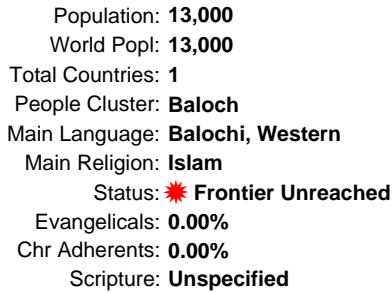 Population: 13,000
World Popl: 13,000
Total Countries: 1
People Cluster: Baloch
Main Language: Balochi, Western
Main Religion: Islam
Status: Frontier Unreached
Evangelicals: 0.00%
Chr Adherents: 0.00%
Scripture: Unspecified